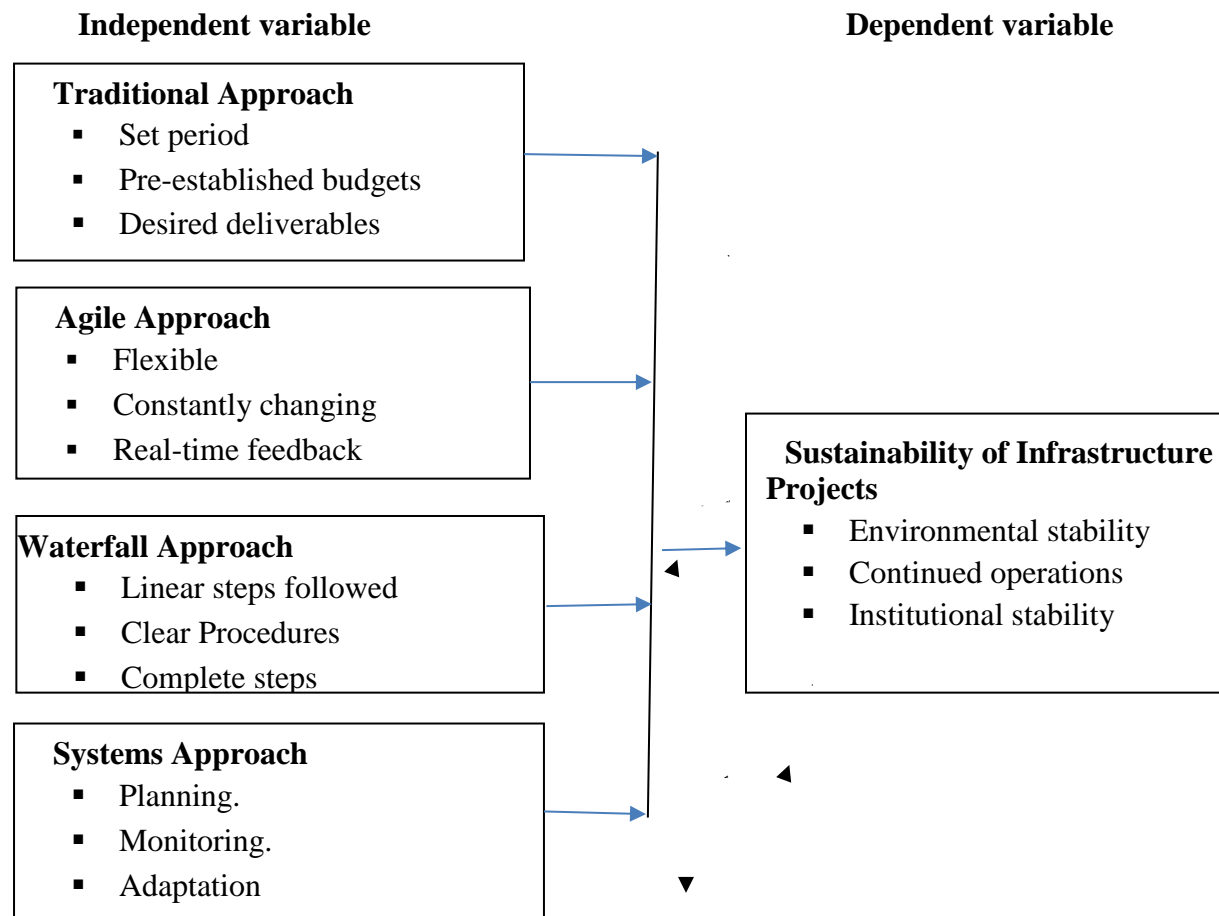 Independent variable
Dependent variable
Traditional Approach
▪ Set period
▪ Pre-established budgets
▪ Desired deliverables
Agile Approach
▪ Flexible
▪ Constantly changing
▪ Real-time feedback
Waterfall Approach
▪ Linear steps followed
▪ Clear Procedures
▪ Complete steps
Systems Approach
▪ Planning.
▪ Monitoring.
▪ Adaptation
Sustainability of Infrastructure
Projects
▪ Environmental stability
▪ Continued operations
▪ Institutional stability